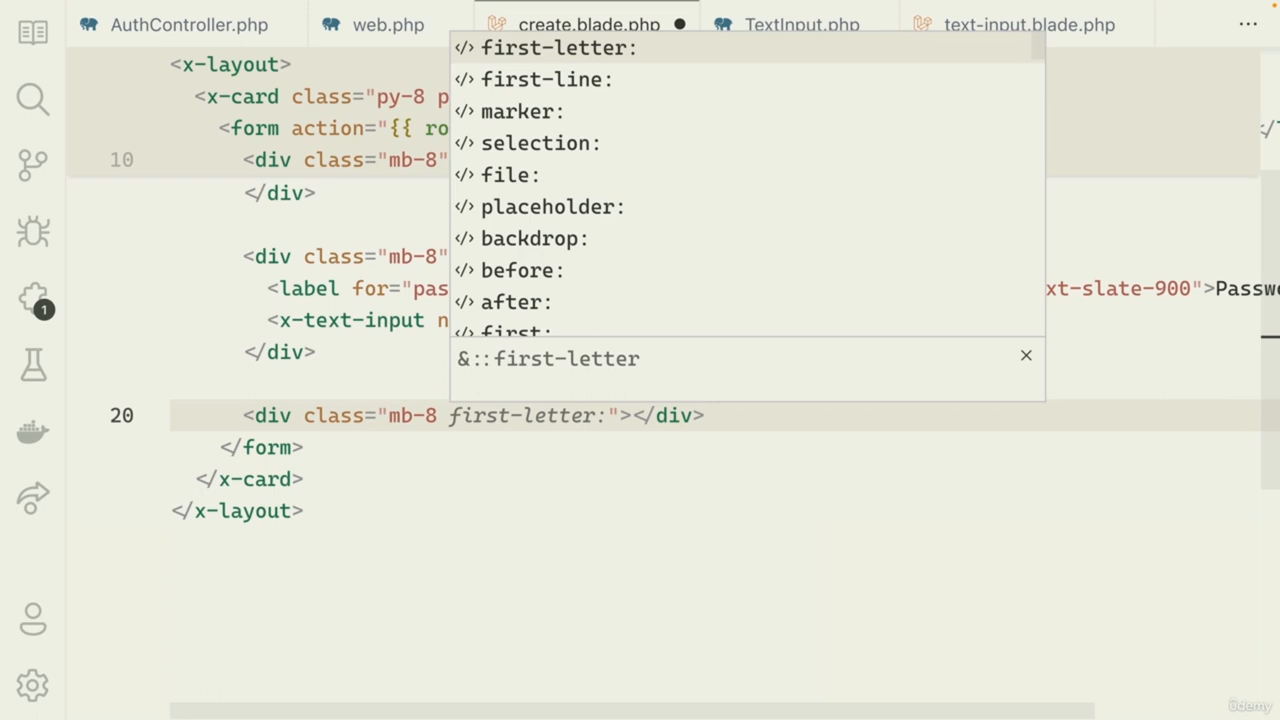 AuthController.php
web.php
create.blade.php
TextInput.php
text-input.blade.php
<x-layout>
<x-card class="py-8 p
<form action="{{ ro
10 <div class="mb-8"
</div>
<div class="mb-8"
<label for="pas xt-slate-900">Passw
<x-text-input n
</div>
20 <div class="mb-8 first-letter:"></div>
</form>
</x-card>
</x-layout>
first-letter:
first-line:
marker:
selection:
file:
placeholder:
backdrop:
before:
after:
first:
&::first-letter
1
ûdemy